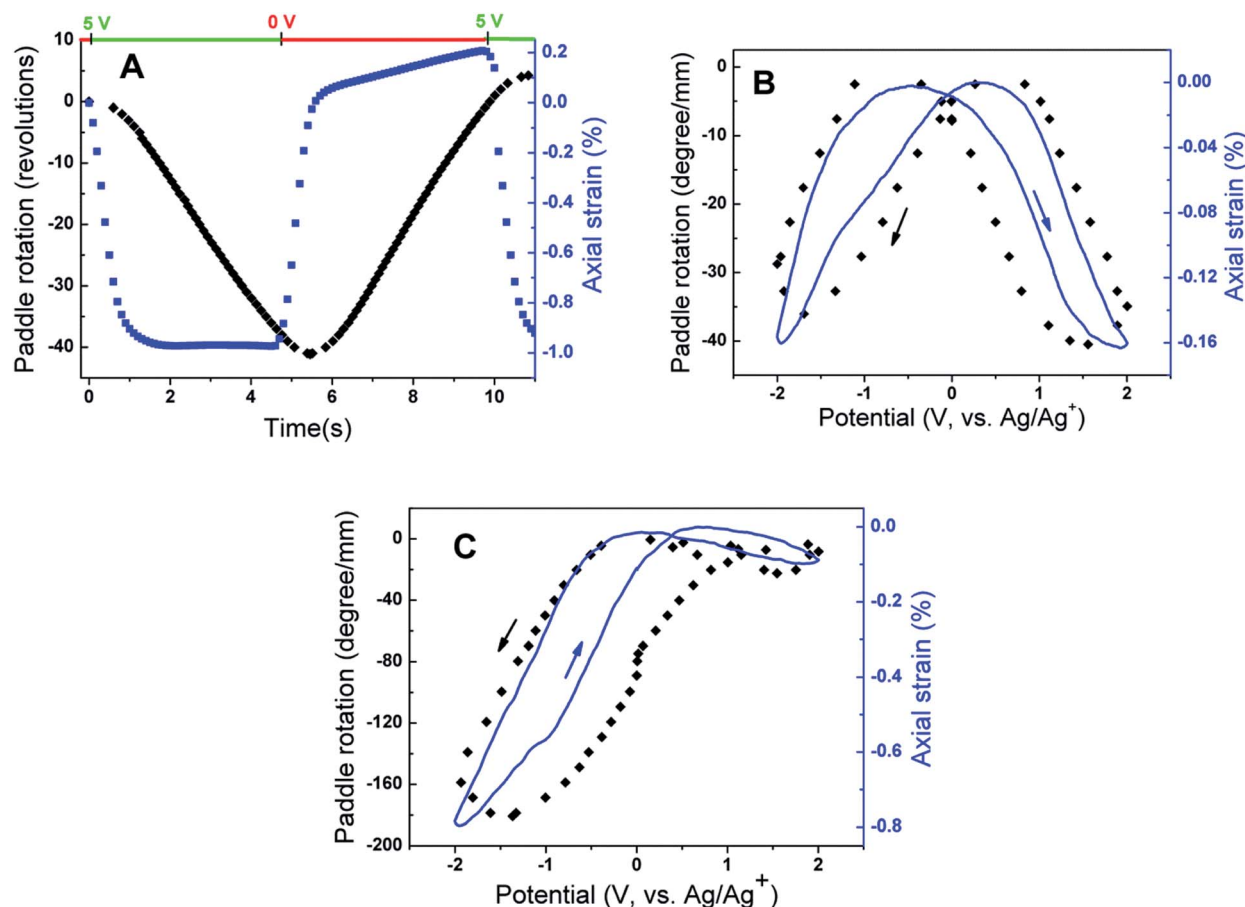 5 V 0 V 5 V
A
Paddle rotation (revolutions)
10
0
-10
-20
-30
-40
0 2 4 6 8 10
Time(s)
0.2
0.0
-0.2
-0.4
-0.6
-0.8
-1.0
Axial strain (%)
B
Paddle rotation (degree/mm)
0
-10
-20
-30
-40
-2 -1 0 1 2
Potential (V, vs. Ag/Ag+)
0.00
-0.04
-0.08
-0.12
-0.16
Axial strain (%)
C
Paddle rotation (degree/mm)
0
-40
-80
-120
-160
-200
-2 -1 0 1 2
Potential (V, vs. Ag/Ag+)
0.0
-0.2
-0.4
-0.6
-0.8
Axial strain (%)